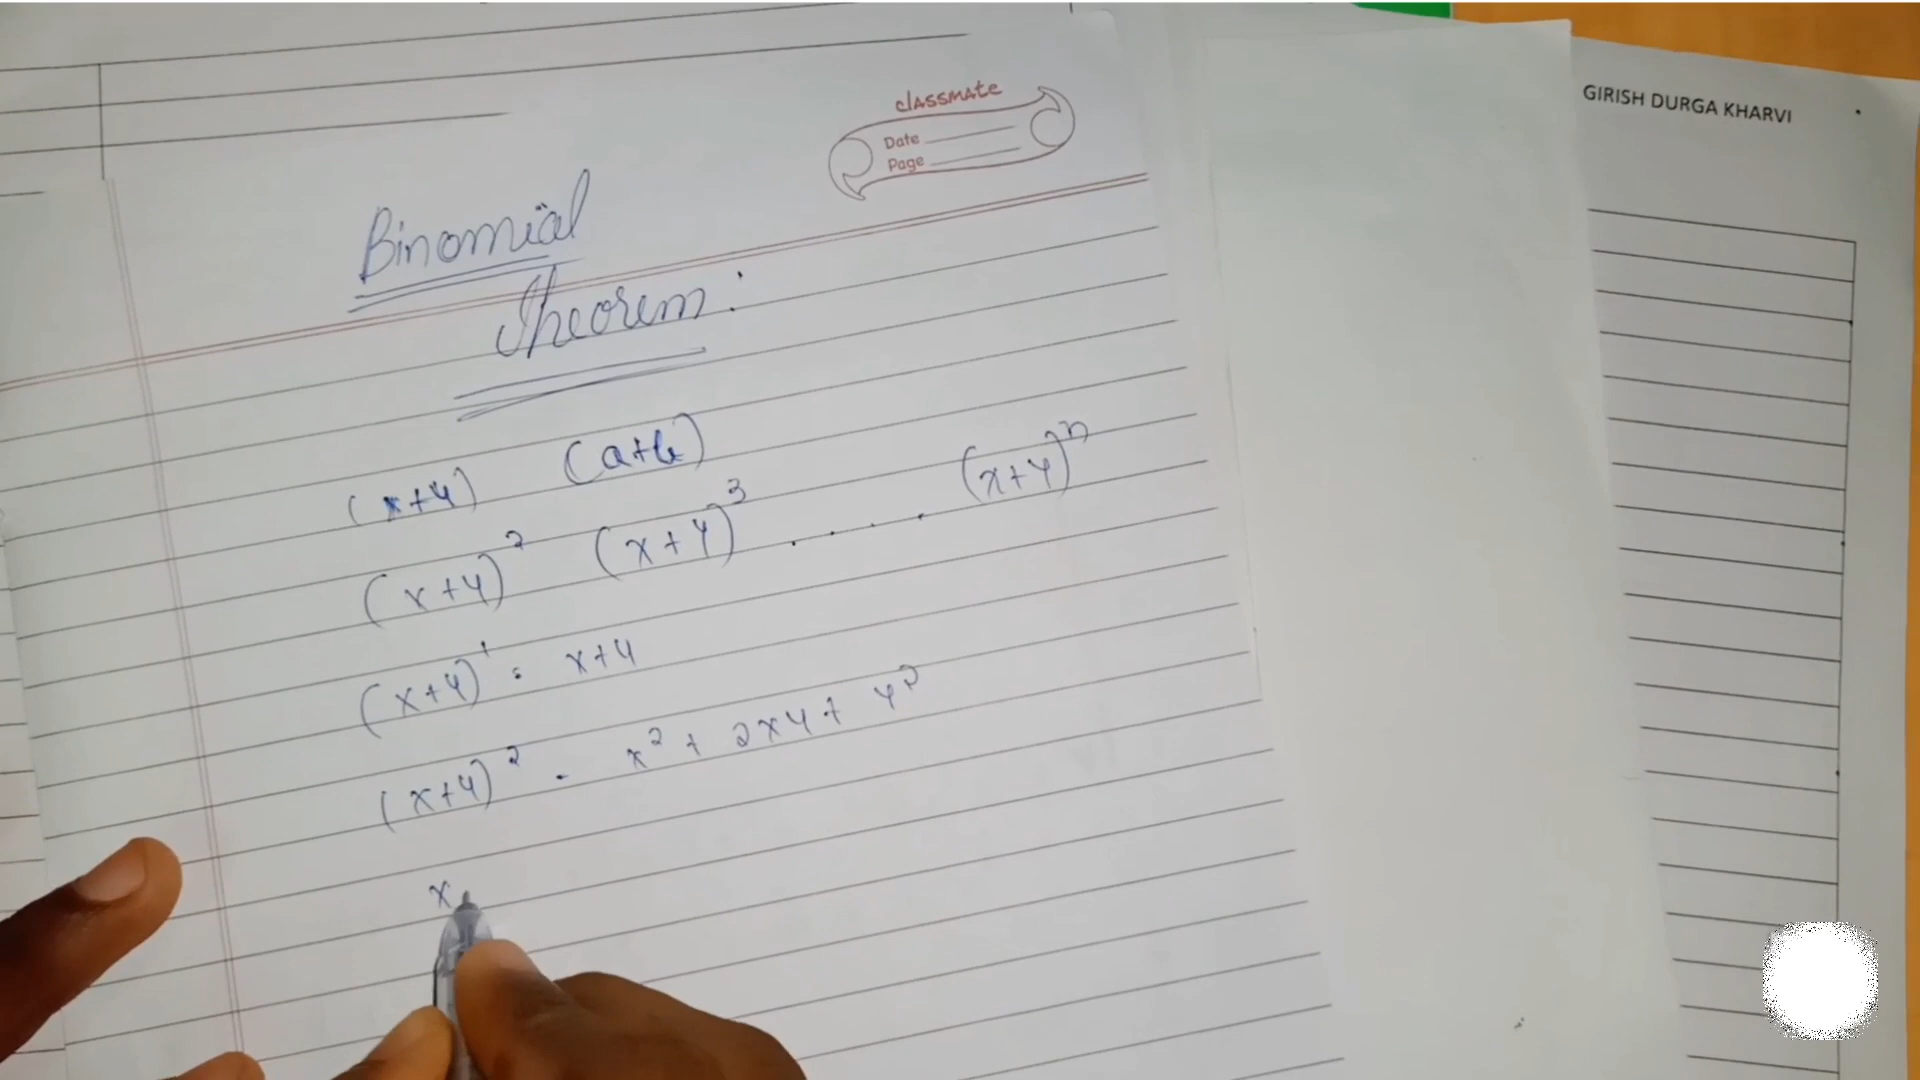 classmate
Date
Page
GIRISH DURGA KHARVI
Binomial
Theorem :
(x+y) (a+b)
(x+y)² (x+y)³ . . . . . (x+y)ⁿ
(x+y)¹ = x+y
(x+y)² = x² + 2xy + y²
x